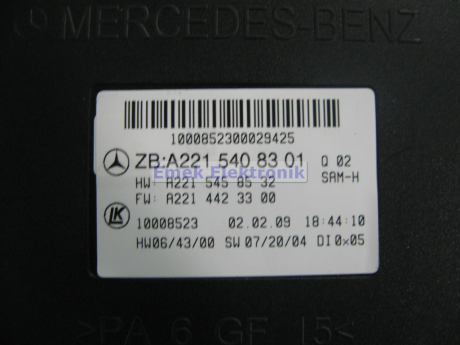 MERCEDES-BENZ
1000852300029425
ZB:A221 540 83 01 Q 02
HW: A221 545 85 32 SAM-H
FW: A221 442 33 00
Emek Elektronik
LK 10008523 02.02.09 18:44:10
HW06/43/00 SW 07/20/04 DI0x05
>PA 6 GF 15<